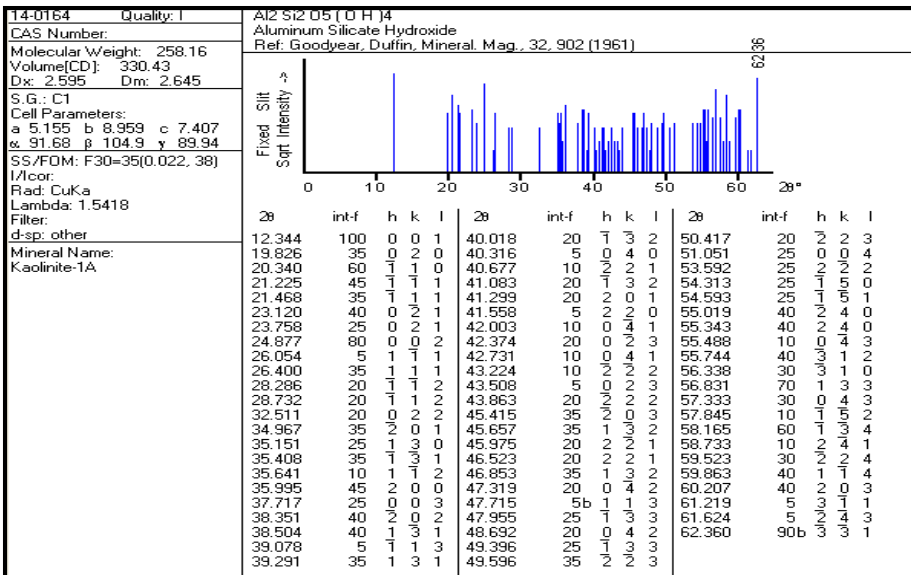 14-0164 Quality: I
CAS Number:
Molecular Weight: 258.16
Volume[CD]: 330.43
Dx: 2.595 Dm: 2.645
S.G.: C1
Cell Parameters:
a 5.155 b 8.959 c 7.407
α 91.68 β 104.9 γ 89.94
SS/FOM: F30=35(0.022, 38)
I/Icor:
Rad: CuKa
Lambda: 1.5418
Filter:
d-sp: other
Mineral Name:
Kaolinite-1A
Al2 Si2 O5 ( O H )4
Aluminum Silicate Hydroxide
Ref: Goodyear, Duffin, Mineral. Mag., 32, 902 (1961)
Fixed Slit
Sqrt Intensity ->
0 10 20 30 40 50 60 2θ°
2θ int-f h k l
12.344 100 0 0 1
19.826 35 0 2 0
20.340 60 1̄ 1̄ 0
21.225 45 1̄ 1̄ 1
21.468 35 1̄ 1 1
23.120 40 0 2̄ 1
23.758 25 0 2 1
24.877 80 0 0 2
26.054 5 1 1̄ 1
26.400 35 1 1 1
28.286 20 1̄ 1̄ 2
28.732 20 1̄ 1 2
32.511 20 0 2̄ 2
34.967 35 2̄ 0 1
35.151 25 1 3 0
35.408 35 1̄ 3̄ 1
35.641 10 1 1̄ 2
35.995 45 2 0 0
37.717 25 0 0 3
38.351 40 2̄ 0 2
38.504 40 1 3̄ 1
39.078 5 1̄ 1 3
39.291 35 1 3 1
2θ int-f h k l
40.018 20 1̄ 3̄ 2
40.316 5 0 4 0
40.677 10 2̄ 2 1
41.083 20 1̄ 3 2
41.299 20 2 0 1
41.558 5 2 2 0
42.003 10 0 4̄ 1
42.374 20 0 2 3
42.731 10 0 4 1
43.224 10 2̄ 2̄ 2
43.508 5 0 2 3
43.863 20 2̄ 2 2
45.415 35 2̄ 0 3
45.657 35 1 3̄ 2
45.975 20 2 2̄ 1
46.523 20 2 2 1
46.853 35 1 3 2
47.319 20 0 4̄ 2
47.715 5b 1 1 3
47.955 25 1̄ 3̄ 3
48.692 20 0 4 2
49.396 25 1̄ 3 3
49.596 35 2̄ 2̄ 3
2θ int-f h k l
50.417 20 2̄ 2 3
51.051 25 0 0 4
53.592 25 2 2̄ 2
54.313 25 1̄ 5̄ 0
54.593 25 1̄ 5 1
55.019 40 2̄ 4 0
55.343 40 2 4 0
55.488 10 0 4̄ 3
55.744 40 3̄ 1 2
56.338 30 3 1̄ 0
56.831 70 1 3 3
57.333 30 0 4 3
57.845 10 1̄ 5̄ 2
58.165 60 1̄ 3̄ 4
58.733 10 2 4̄ 1
59.523 30 2̄ 2̄ 4
59.863 40 1 1̄ 4
60.207 40 2 0 3
61.219 5 3 1̄ 1
61.624 5 2̄ 4̄ 3
62.360 90b 3̄ 3 1